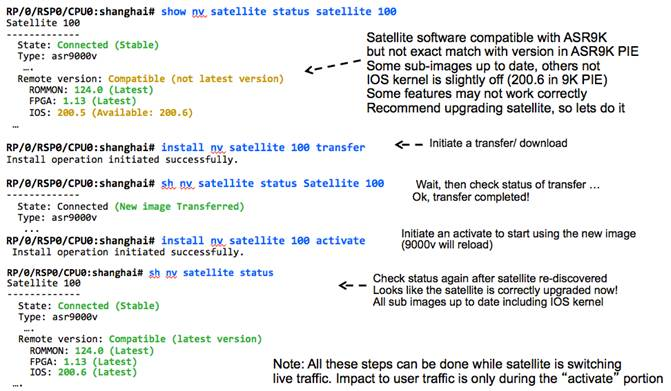 RP/0/RSP0/CPU0:shanghai# show nv satellite status satellite 100
Satellite 100
-------------
State: Connected (Stable)
Type: asr9000v
….
Remote version: Compatible (not latest version)
ROMMON: 124.0 (Latest)
FPGA: 1.13 (Latest)
IOS: 200.5 (Available: 200.6)
…
Satellite software compatible with ASR9K
but not exact match with version in ASR9K PIE
Some sub-images up to date, others not
IOS kernel is slightly off (200.6 in 9K PIE)
Some features may not work correctly
Recommend upgrading satellite, so lets do it
RP/0/RSP0/CPU0:shanghai# install nv satellite 100 transfer
Install operation initiated successfully.
Initiate a transfer/ download
RP/0/RSP0/CPU0:shanghai# sh nv satellite status Satellite 100
-------------
State: Connected (New image Transferred)
Type: asr9000v
...
Wait, then check status of transfer …
Ok, transfer completed!
RP/0/RSP0/CPU0:shanghai# install nv satellite 100 activate
Install operation initiated successfully.
Initiate an activate to start using the new image
(9000v will reload)
RP/0/RSP0/CPU0:shanghai# sh nv satellite status
Satellite 100
-------------
State: Connected (Stable)
Type: asr9000v
….
Remote version: Compatible (latest version)
ROMMON: 124.0 (Latest)
FPGA: 1.13 (Latest)
IOS: 200.6 (Latest)
….
Check status again after satellite re-discovered
Looks like the satellite is correctly upgraded now!
All sub images up to date including IOS kernel
Note: All these steps can be done while satellite is switching
live traffic. Impact to user traffic is only during the “activate” portion